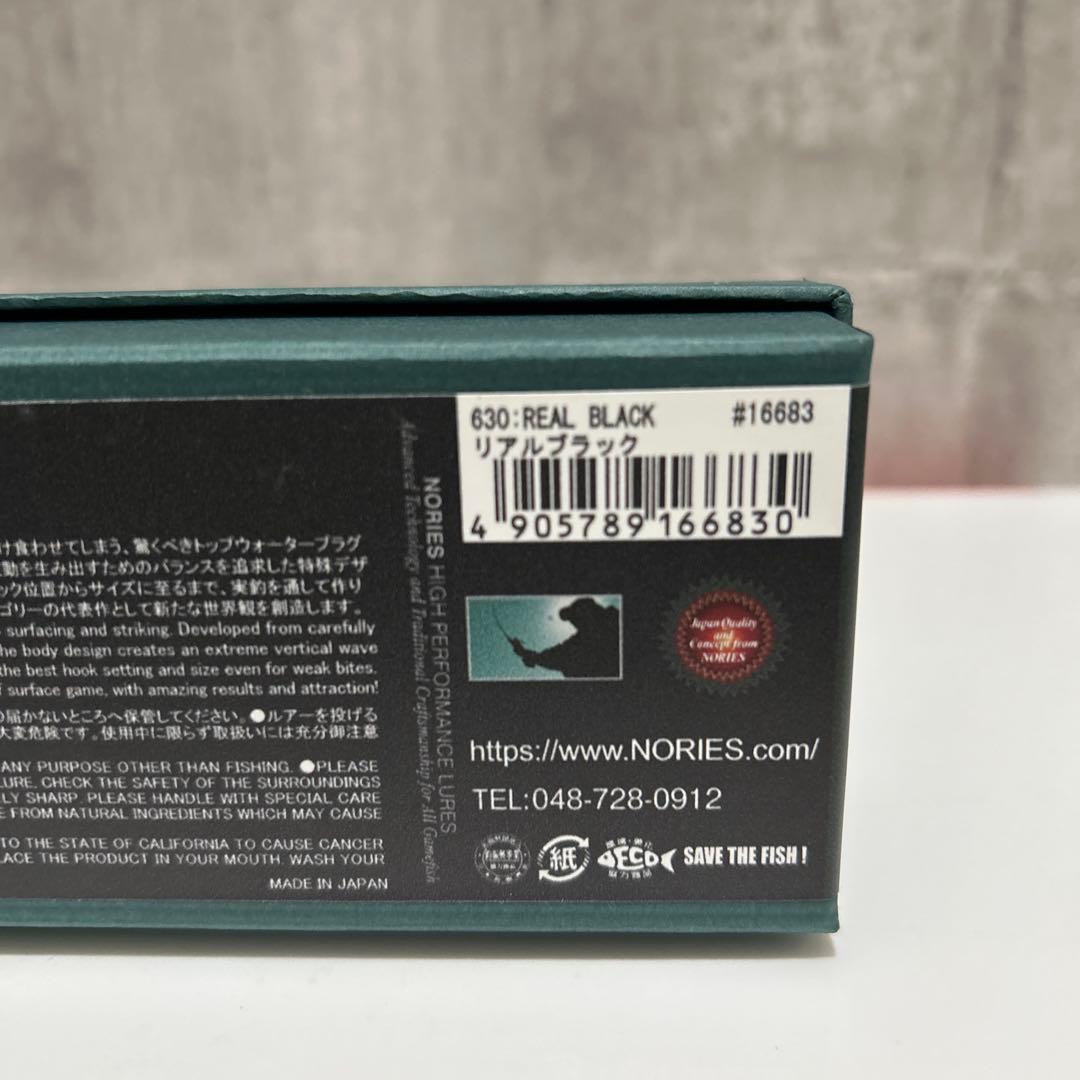 630:REAL BLACK #16683
リアルブラック
4 905789 166830
け食わせてしまう、驚くべきトップウォータープラグ
動を生み出すためのバランスを追求した特殊デザ
ック位置からサイズに至るまで、実釣を通して作り
ゴリーの代表作として新たな世界観を創造します。
surfacing and striking. Developed from carefully
he body design creates an extreme vertical wave
the best hook setting and size even for weak bites.
f surface game, with amazing results and attraction!
の届かないところへ保管してください。●ルアーを投げる
大変危険です。使用中に限らず取扱いには充分御注意
ANY PURPOSE OTHER THAN FISHING. ●PLEASE
URE. CHECK THE SAFETY OF THE SURROUNDINGS
LY SHARP. PLEASE HANDLE WITH SPECIAL CARE
E FROM NATURAL INGREDIENTS WHICH MAY CAUSE
TO THE STATE OF CALIFORNIA TO CAUSE CANCER
LACE THE PRODUCT IN YOUR MOUTH. WASH YOUR
MADE IN JAPAN
NORIES HIGH PERFORMANCE LURES
Advanced Technology and Traditional Craftsmanship for All Gamefish
Japan Quality
and
Concept from
NORIES
https://www.NORIES.com/
TEL:048-728-0912
紙
ECO
協力商品
SAVE THE FISH!